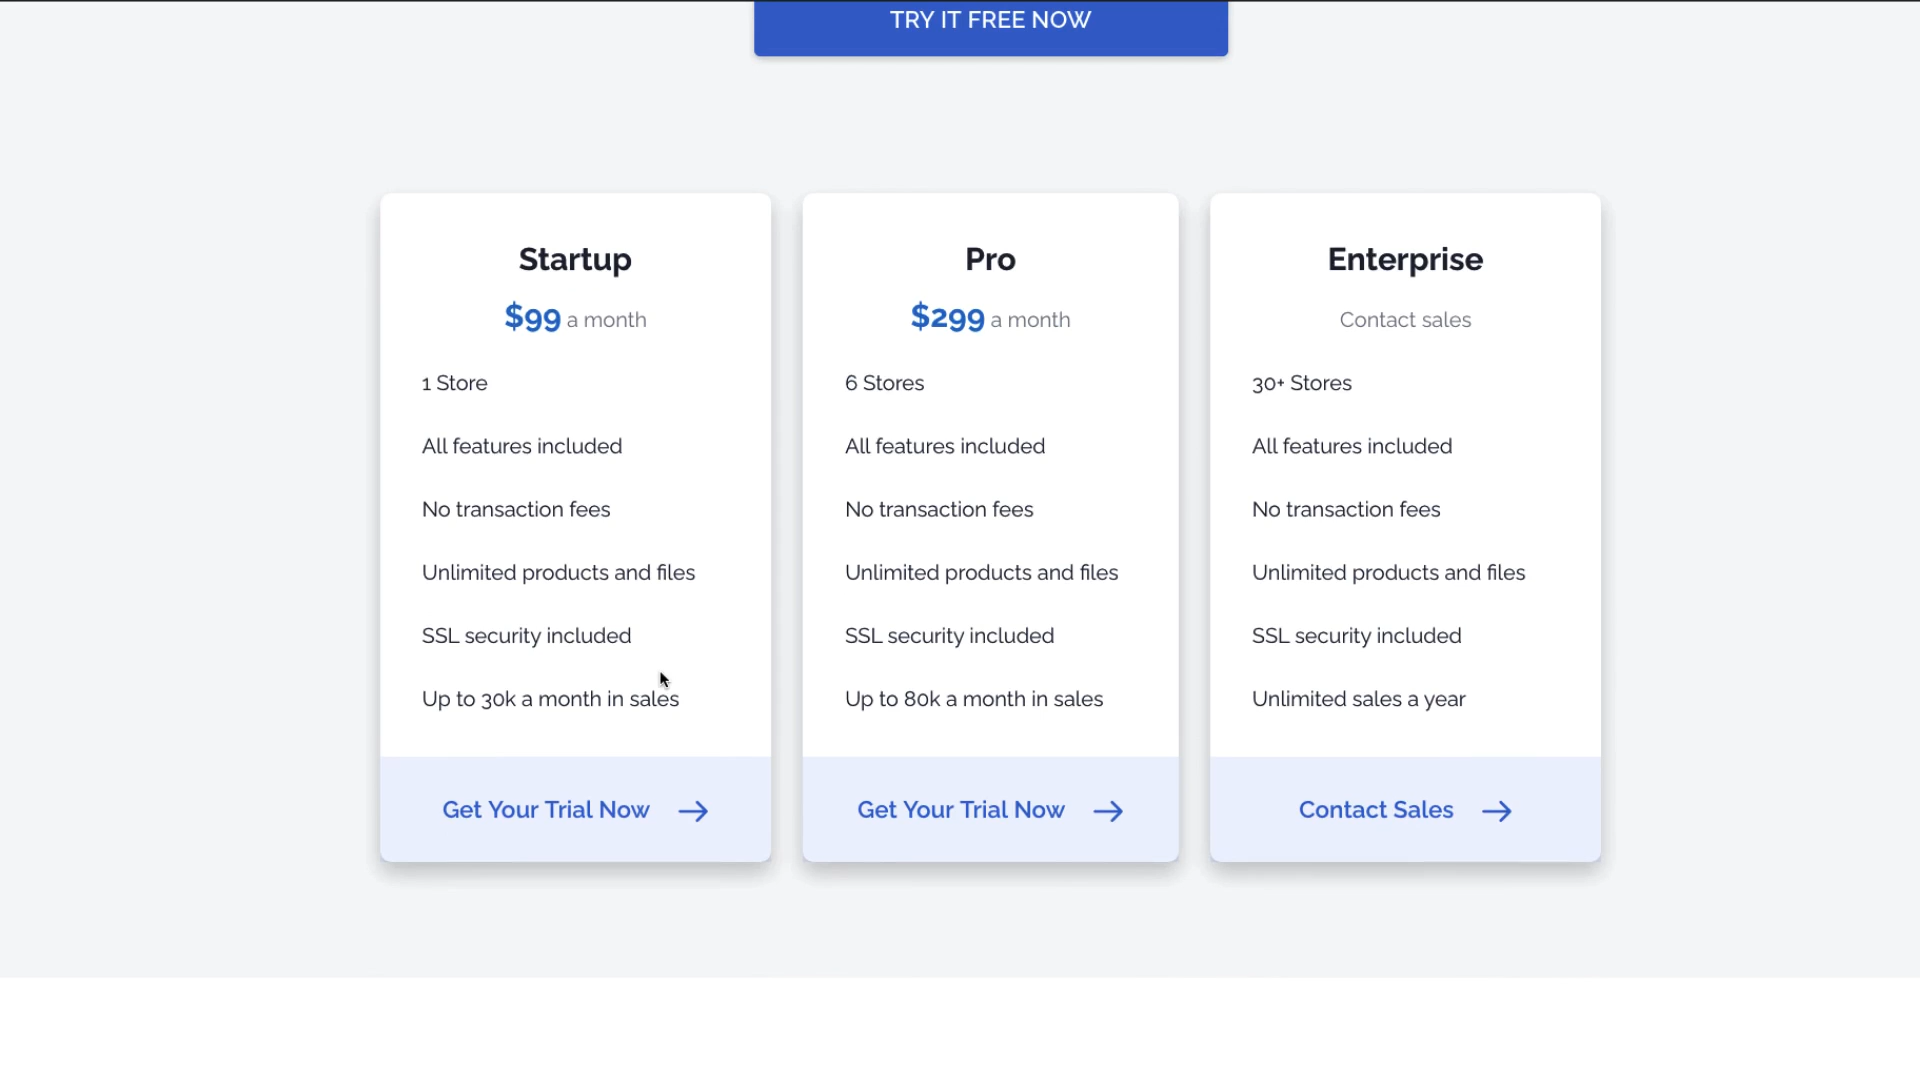 TRY IT FREE NOW
Startup
$99 a month
1 Store
All features included
No transaction fees
Unlimited products and files
SSL security included
Up to 30k a month in sales
Get Your Trial Now
Pro
$299 a month
6 Stores
All features included
No transaction fees
Unlimited products and files
SSL security included
Up to 80k a month in sales
Get Your Trial Now
Enterprise
Contact sales
30+ Stores
All features included
No transaction fees
Unlimited products and files
SSL security included
Unlimited sales a year
Contact Sales